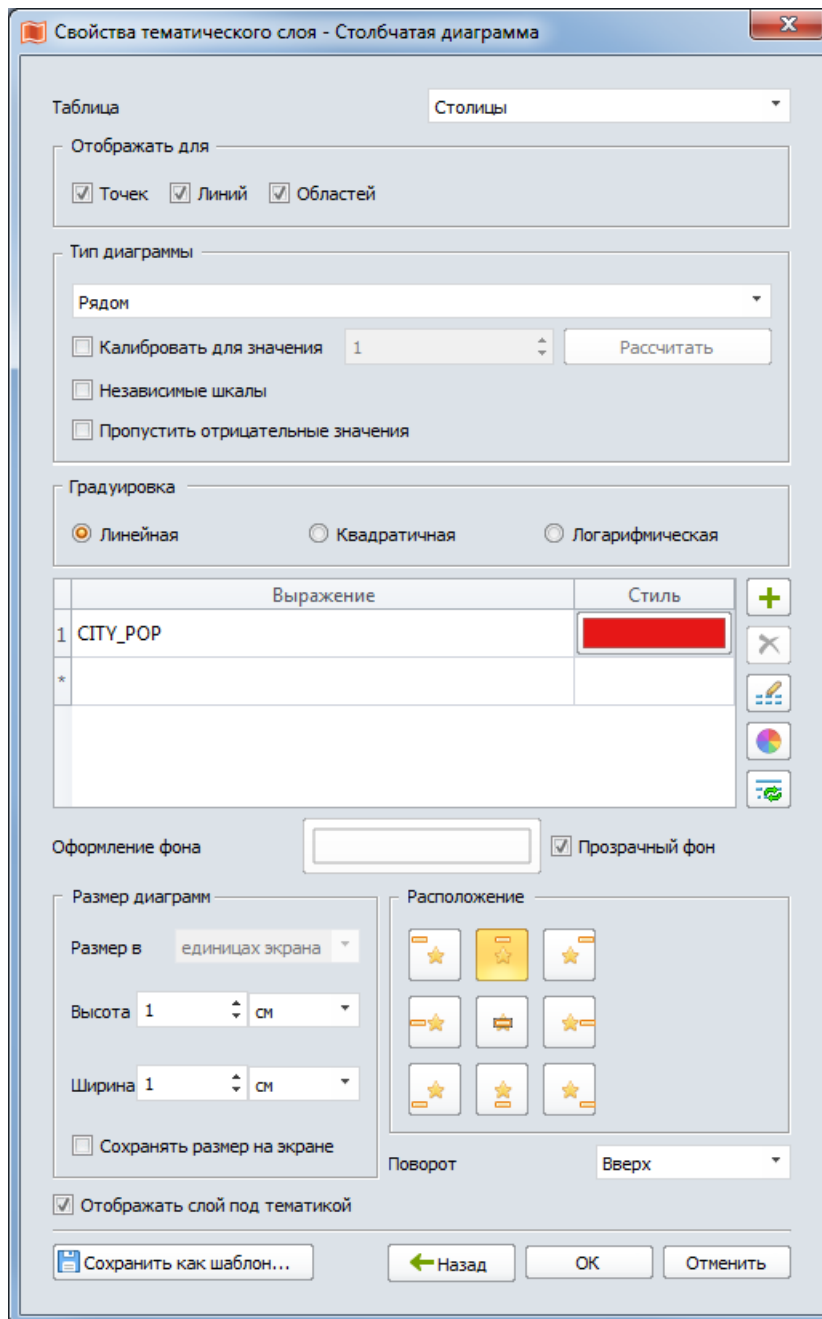 Свойства тематического слоя - Столбчатая диаграмма
Таблица Столицы
Отображать для
Точек Линий Областей
Тип диаграммы
Рядом
Калибровать для значения 1 Рассчитать
Независимые шкалы
Пропустить отрицательные значения
Градуировка
Линейная Квадратичная Логарифмическая
Выражение Стиль
1 CITY_POP
*
Оформление фона Прозрачный фон
Размер диаграмм Расположение
Размер в единицах экрана
Высота 1 см
Ширина 1 см
Сохранять размер на экране
Поворот Вверх
Отображать слой под тематикой
Сохранить как шаблон... Назад ОК Отменить